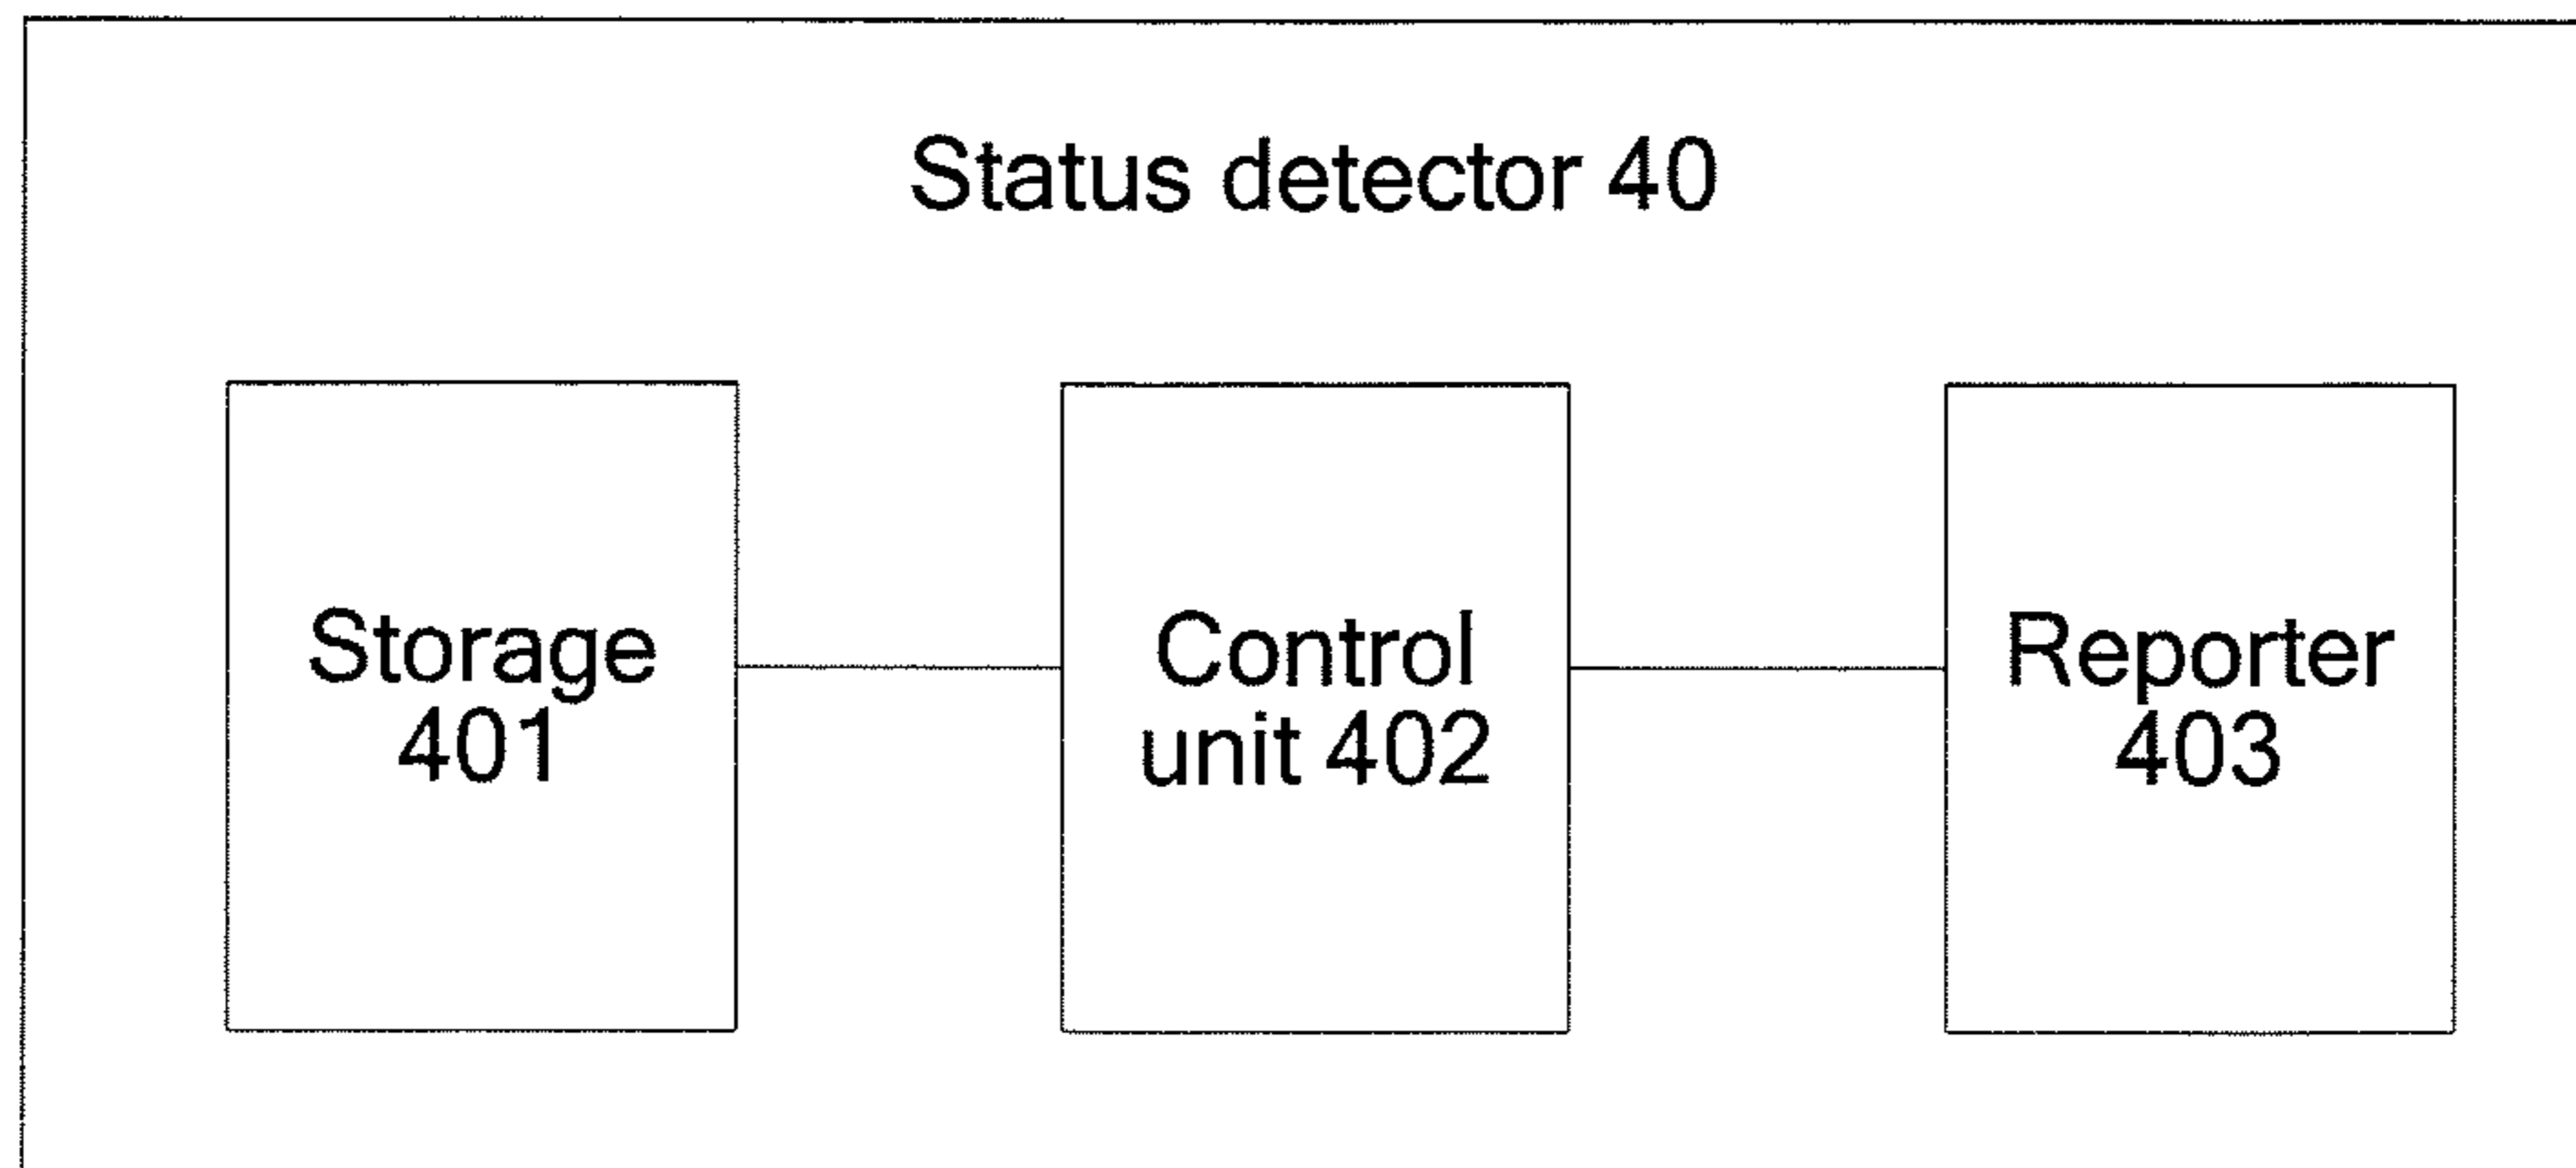 Status detector 40
Storage
401
Control
unit 402
Reporter
403